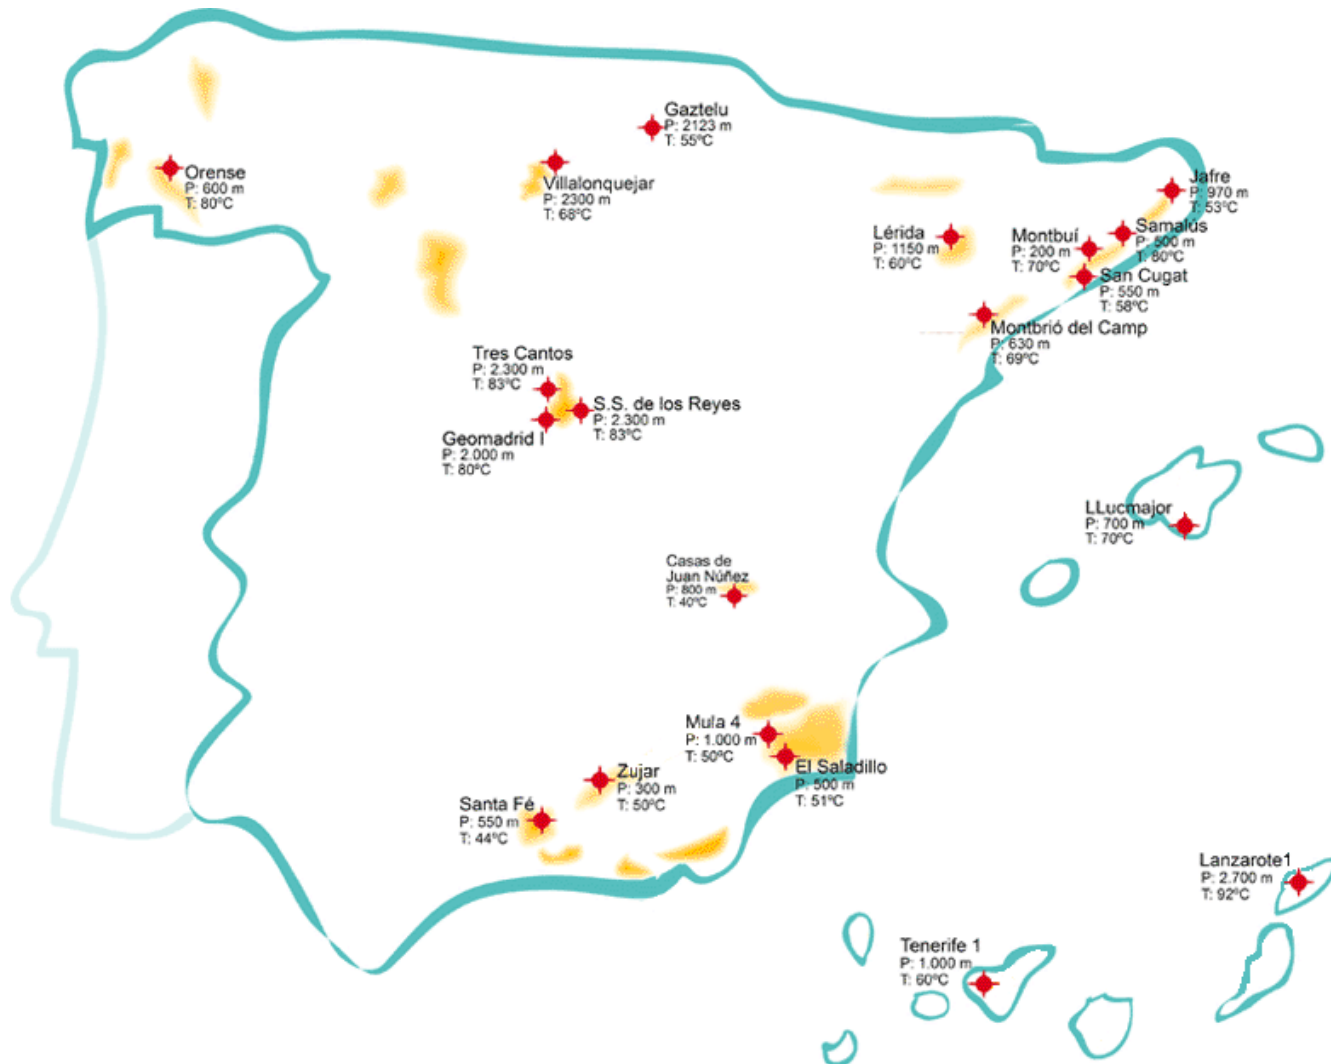 Gaztelu
P: 2123 m
T: 55ºC
Orense
P: 600 m
T: 80ºC
Villalonquejar
P: 2300 m
T: 68ºC
Jafre
P: 970 m
T: 53ºC
Lérida
P: 1150 m
T: 60ºC
Montbuí
P: 200 m
T: 70ºC
Samalús
P: 500 m
T: 80ºC
San Cugat
P: 550 m
T: 58ºC
Montbrió del Camp
P: 630 m
T: 69ºC
Tres Cantos
P: 2.300 m
T: 83ºC
S.S. de los Reyes
P: 2.300 m
T: 83ºC
Geomadrid I
P: 2.000 m
T: 80ºC
LLucmajor
P: 700 m
T: 70ºC
Casas de
Juan Núñez
P: 800 m
T: 40ºC
Mula 4
P: 1.000 m
T: 50ºC
El Saladillo
P: 500 m
T: 51ºC
Zujar
P: 300 m
T: 50ºC
Santa Fé
P: 550 m
T: 44ºC
Lanzarote1
P: 2.700 m
T: 92ºC
Tenerife 1
P: 1.000 m
T: 60ºC